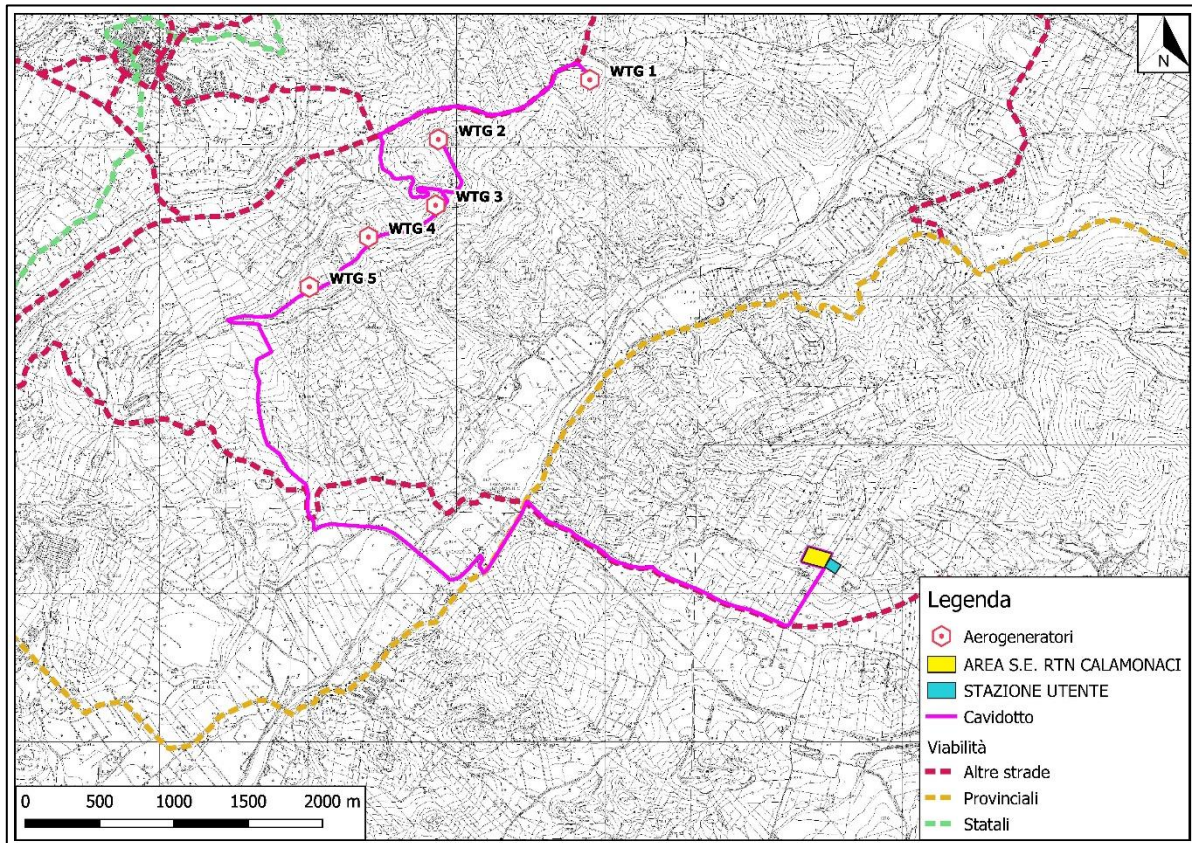 N
WTG 1
WTG 2
WTG 3
WTG 4
WTG 5
Legenda
Aerogeneratori
AREA S.E. RTN CALAMONACI
STAZIONE UTENTE
Cavidotto
Viabilità
Altre strade
Provinciali
Statali
0 500 1000 1500 2000 m